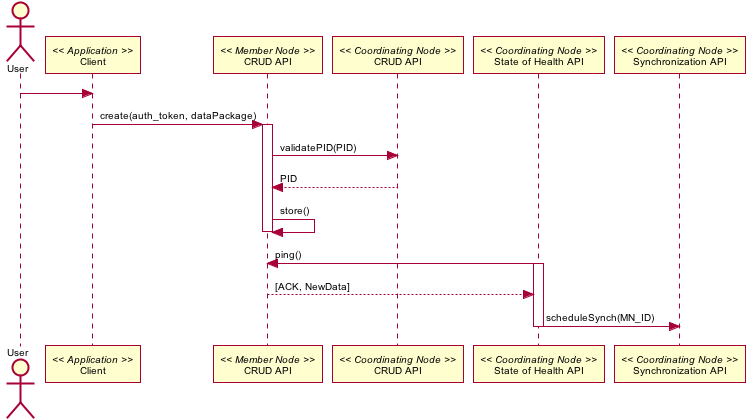 << Application >>
Client
<< Member Node >>
CRUD API
<< Coordinating Node >>
CRUD API
<< Coordinating Node >>
State of Health API
<< Coordinating Node >>
Synchronization API
User
create(auth_token, dataPackage)
validatePID(PID)
PID
store()
ping()
[ACK, NewData]
scheduleSynch(MN_ID)
User
<< Application >>
Client
<< Member Node >>
CRUD API
<< Coordinating Node >>
CRUD API
<< Coordinating Node >>
State of Health API
<< Coordinating Node >>
Synchronization API